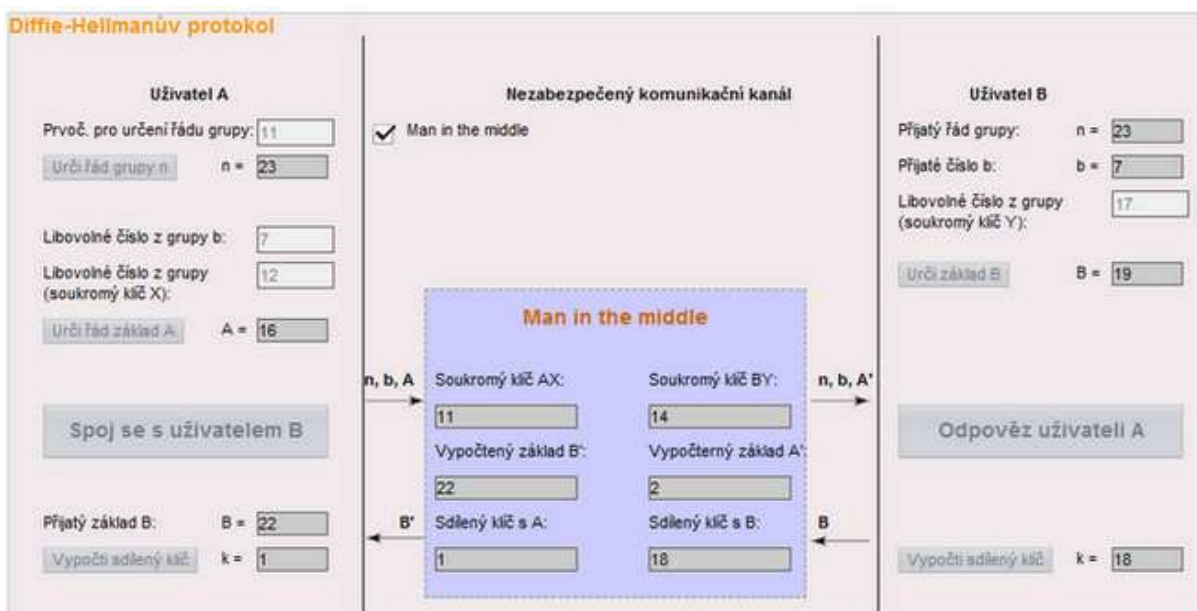 Diffie-Hellmanův protokol
Uživatel A
Prvoč. pro určení řádu grupy: 11
Urči řád grupy n n = 23
Libovolné číslo z grupy b: 7
Libovolné číslo z grupy 12
(soukromý klíč X):
Urči řád základ A A = 16
Spoj se s uživatelem B
Přijatý základ B: B = 22
Vypočti sdílený klíč k = 1
Nezabezpečený komunikační kanál
Man in the middle
n, b, A
B'
Man in the middle
Soukromý klíč AX: Soukromý klíč BY:
11 14
Vypočtený základ B': Vypočterný základ A':
22 2
Sdílený klíč s A: Sdílený klíč s B:
1 18
n, b, A'
B
Uživatel B
Přijatý řád grupy: n = 23
Přijaté číslo b: b = 7
Libovolné číslo z grupy 17
(soukromý klíč Y):
Urči základ B B = 19
Odpověz uživateli A
Vypočti sdílený klíč k = 18